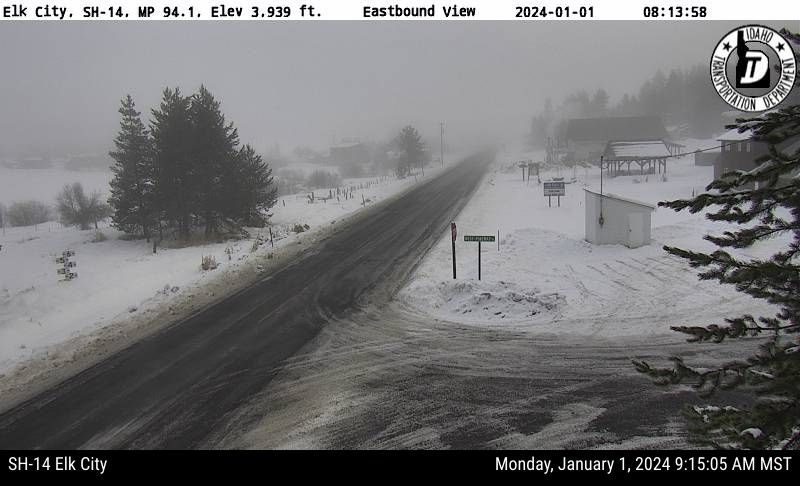 Elk City, SH-14, MP 94.1, Elev 3,939 ft. Eastbound View 2024-01-01 08:13:58
IDAHO
TRANSPORTATION DEPARTMENT
SH-14 Elk City Monday, January 1, 2024 9:15:05 AM MST